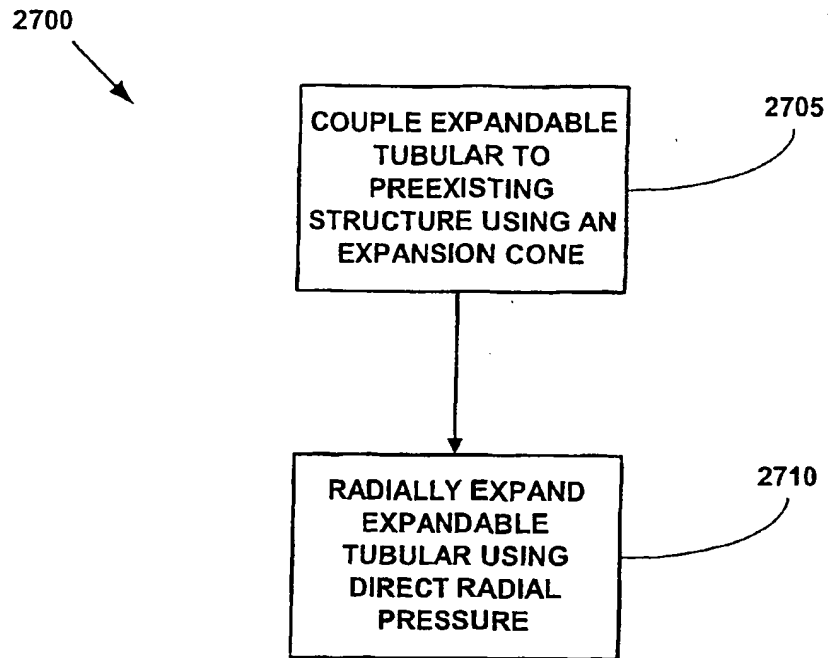 2700
COUPLE EXPANDABLE
TUBULAR TO
PREEXISTING
STRUCTURE USING AN
EXPANSION CONE
2705
RADIALLY EXPAND
EXPANDABLE
TUBULAR USING
DIRECT RADIAL
PRESSURE
2710